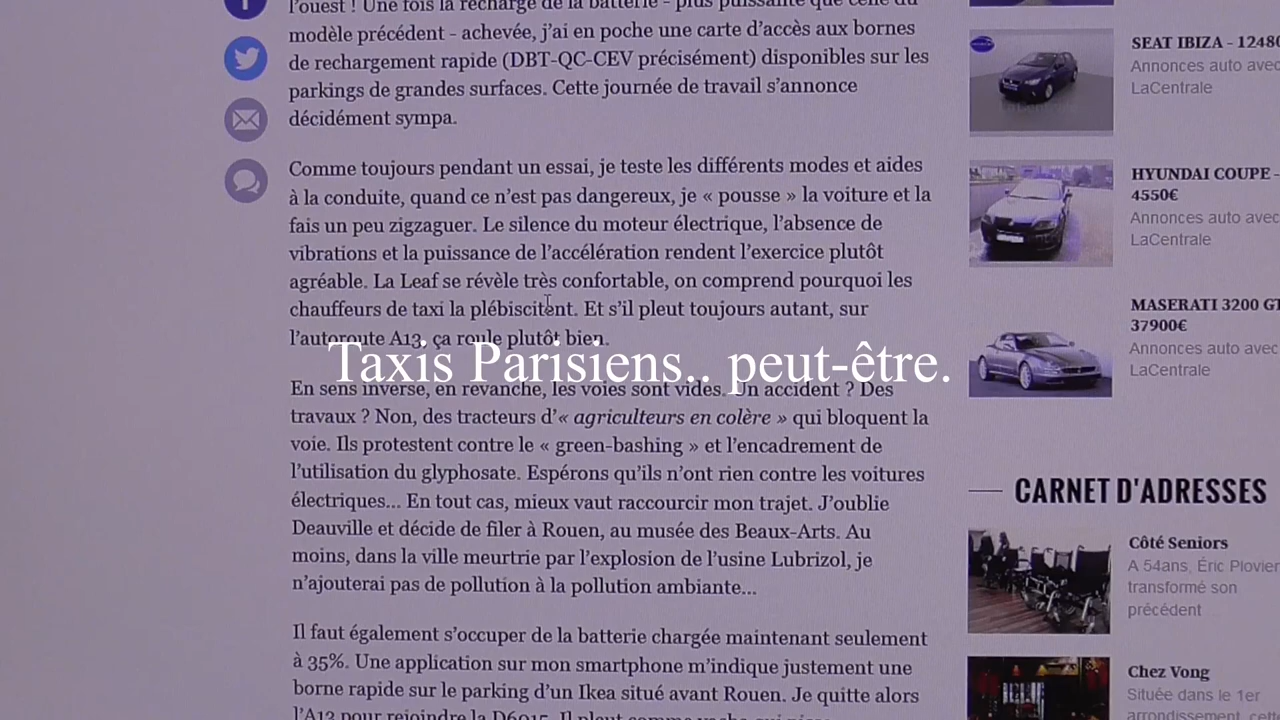 l'ouest ! Une fois la recharge de la batterie - plus puissante que celle du
modèle précédent - achevée, j'ai en poche une carte d'accès aux bornes
de rechargement rapide (DBT-QC-CEV précisément) disponibles sur les
parkings de grandes surfaces. Cette journée de travail s'annonce
décidément sympa.
Comme toujours pendant un essai, je teste les différents modes et aides
à la conduite, quand ce n'est pas dangereux, je « pousse » la voiture et la
fais un peu zigzaguer. Le silence du moteur électrique, l'absence de
vibrations et la puissance de l'accélération rendent l'exercice plutôt
agréable. La Leaf se révèle très confortable, on comprend pourquoi les
chauffeurs de taxi la plébiscitent. Et s'il pleut toujours autant, sur
l'autoroute A13, ça roule plutôt bien.
Taxis Parisiens.. peut-être.
En sens inverse, en revanche, les voies sont vides. Un accident ? Des
travaux ? Non, des tracteurs d'« agriculteurs en colère » qui bloquent la
voie. Ils protestent contre le « green-bashing » et l'encadrement de
l'utilisation du glyphosate. Espérons qu'ils n'ont rien contre les voitures
électriques... En tout cas, mieux vaut raccourcir mon trajet. J'oublie
Deauville et décide de filer à Rouen, au musée des Beaux-Arts. Au
moins, dans la ville meurtrie par l'explosion de l'usine Lubrizol, je
n'ajouterai pas de pollution à la pollution ambiante...
Il faut également s'occuper de la batterie chargée maintenant seulement
à 35%. Une application sur mon smartphone m'indique justement une
borne rapide sur le parking d'un Ikea situé avant Rouen. Je quitte alors
l'A13 pour rejoindre la D6015. Il pleut comme vache qui pisse
SEAT IBIZA - 12480
Annonces auto avec
LaCentrale
HYUNDAI COUPE -
4550€
Annonces auto avec
LaCentrale
MASERATI 3200 GT
37900€
Annonces auto avec
LaCentrale
CARNET D'ADRESSES
Côté Seniors
A 54ans, Éric Plovier
transformé son
précédent
Chez Vong
Située dans le 1er
arrondissement, cette